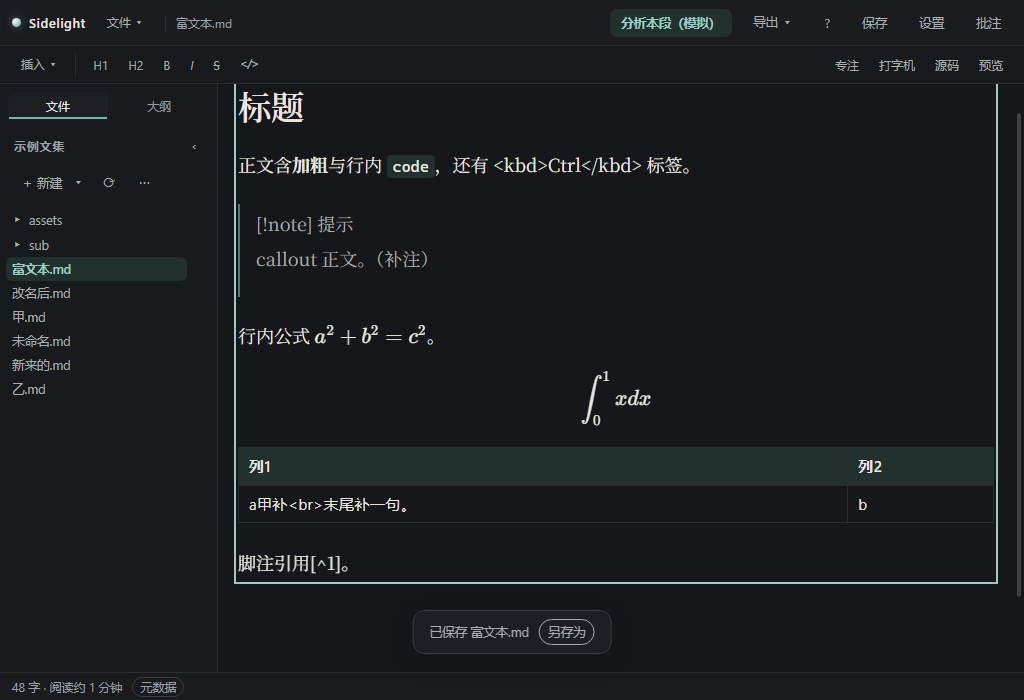 Sidelight 文件 富文本.md 分析本段（模拟） 导出 ? 保存 设置 批注
插入 H1 H2 B I S </> 专注 打字机 源码 预览
文件 大纲
示例文集
+ 新建 ...
assets
sub
富文本.md
改名后.md
甲.md
未命名.md
新来的.md
乙.md
标题
正文含加粗与行内 code，还有 <kbd>Ctrl</kbd> 标签。
[!note] 提示
callout 正文。（补注）
行内公式 a² + b² = c²。
∫₀¹ xdx
列1 列2
a甲补<br>末尾补一句。 b
脚注引用[^1]。
已保存 富文本.md 另存为
48 字 · 阅读约 1 分钟 元数据